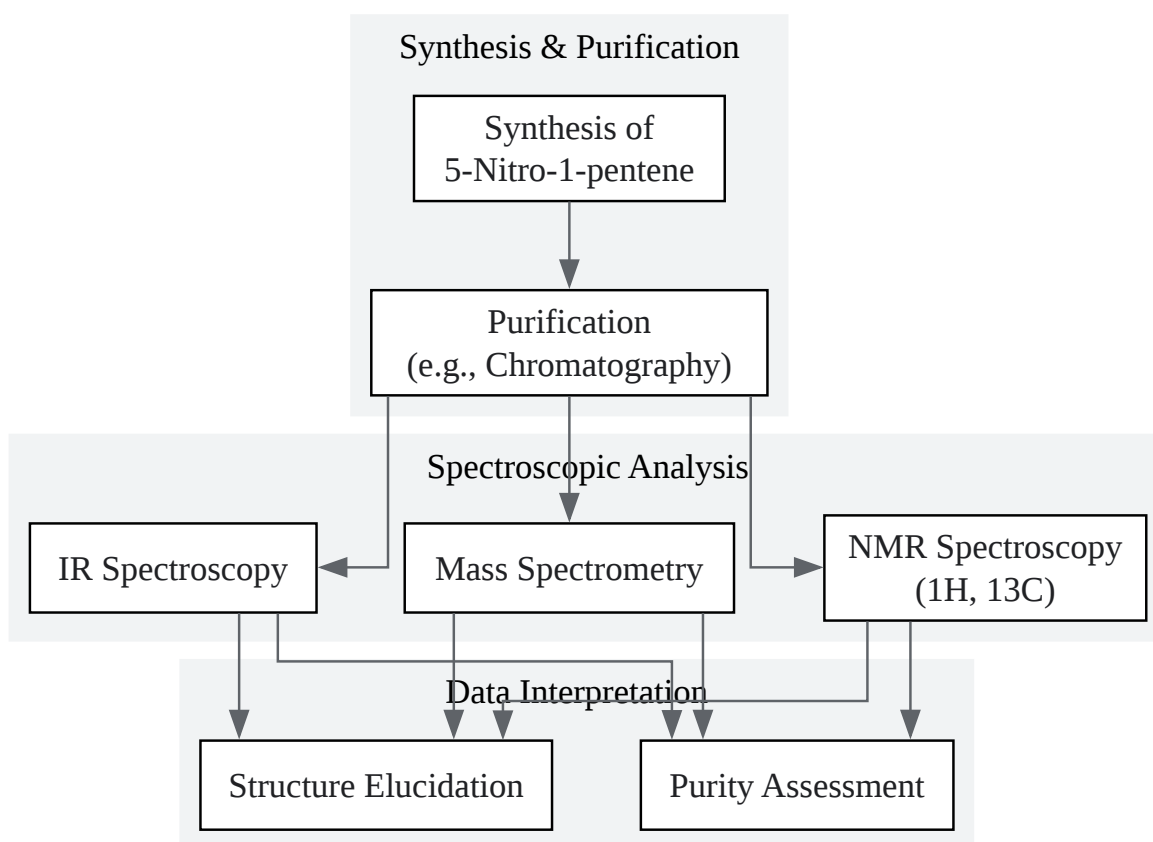 Synthesis & Purification
Synthesis of
5-Nitro-1-pentene
Purification
(e.g., Chromatography)
Spectroscopic Analysis
IR Spectroscopy
Mass Spectrometry
NMR Spectroscopy
(1H, 13C)
Data Interpretation
Structure Elucidation
Purity Assessment